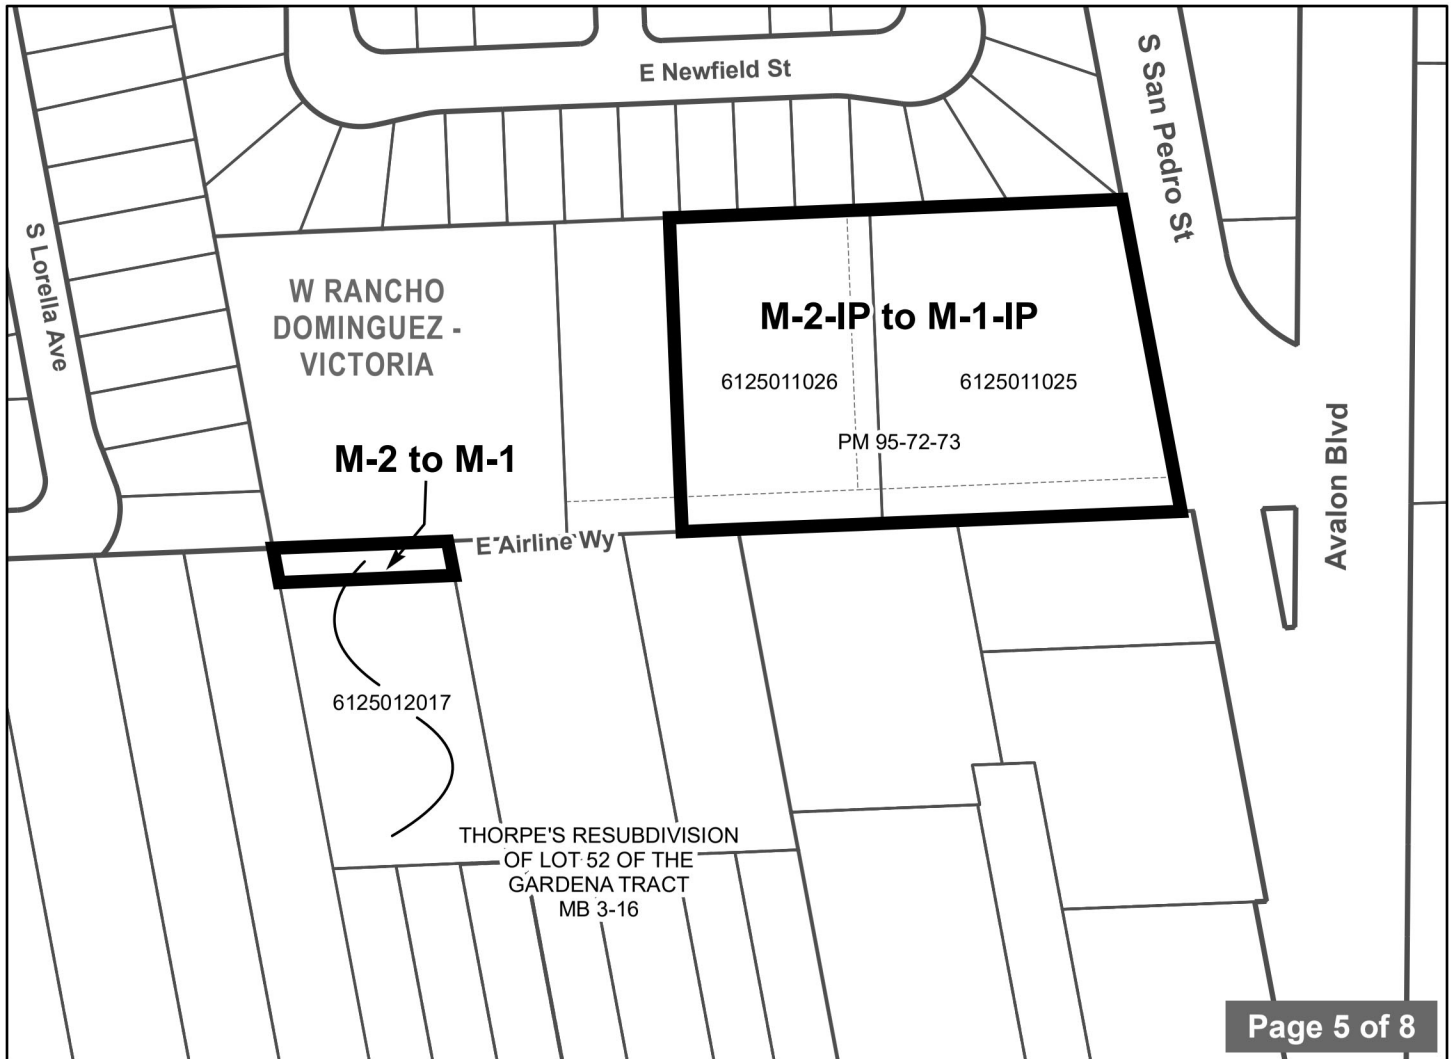 E Newfield St
S San Pedro St
S Lorella Ave
W RANCHO
DOMINGUEZ -
VICTORIA
M-2-IP to M-1-IP
6125011026
6125011025
PM 95-72-73
M-2 to M-1
E Airline Wy
Avalon Blvd
6125012017
THORPE'S RESUBDIVISION
OF LOT 52 OF THE
GARDENA TRACT
MB 3-16
Page 5 of 8